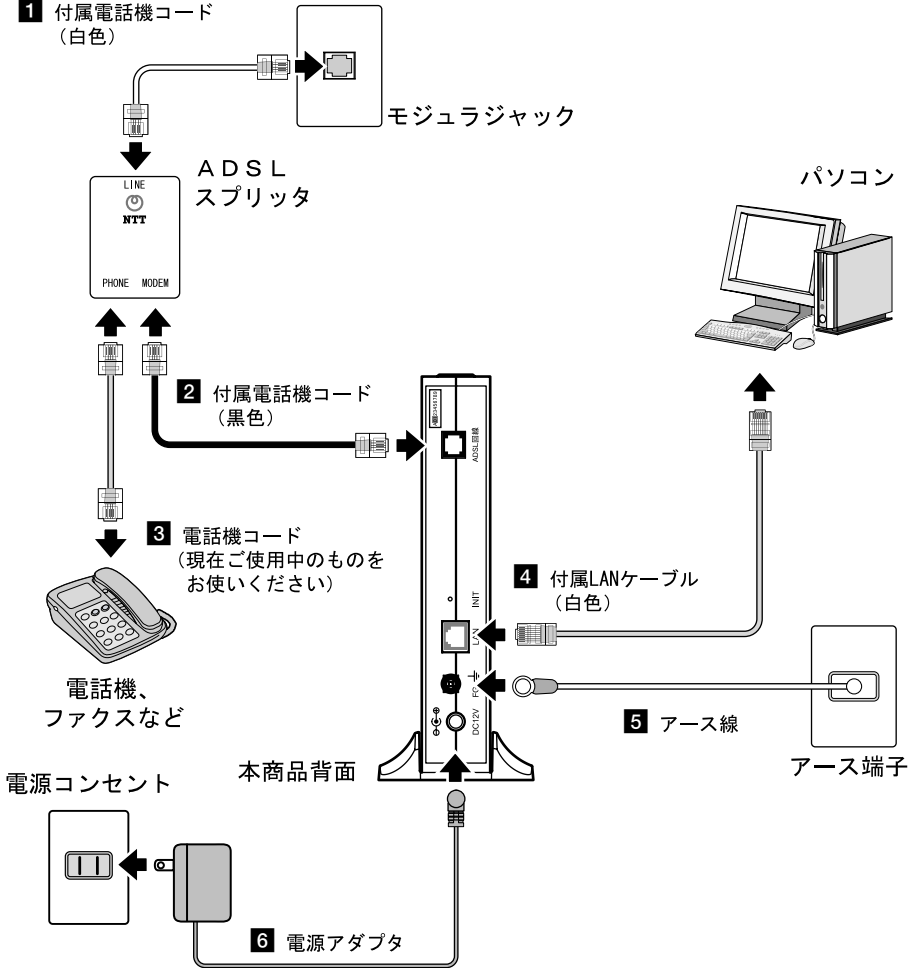 1 付属電話機コード
（白色）
モジュラジャック
ＡＤＳＬ
スプリッタ
LINE
NTT
PHONE MODEM
パソコン
2 付属電話機コード
（黒色）
ADSL回線
3 電話機コード
（現在ご使用中のものを
お使いください）
INIT
4 付属LANケーブル
（白色）
LAN
電話機、
ファクスなど
FG
DC12V
5 アース線
アース端子
本商品背面
電源コンセント
6 電源アダプタ